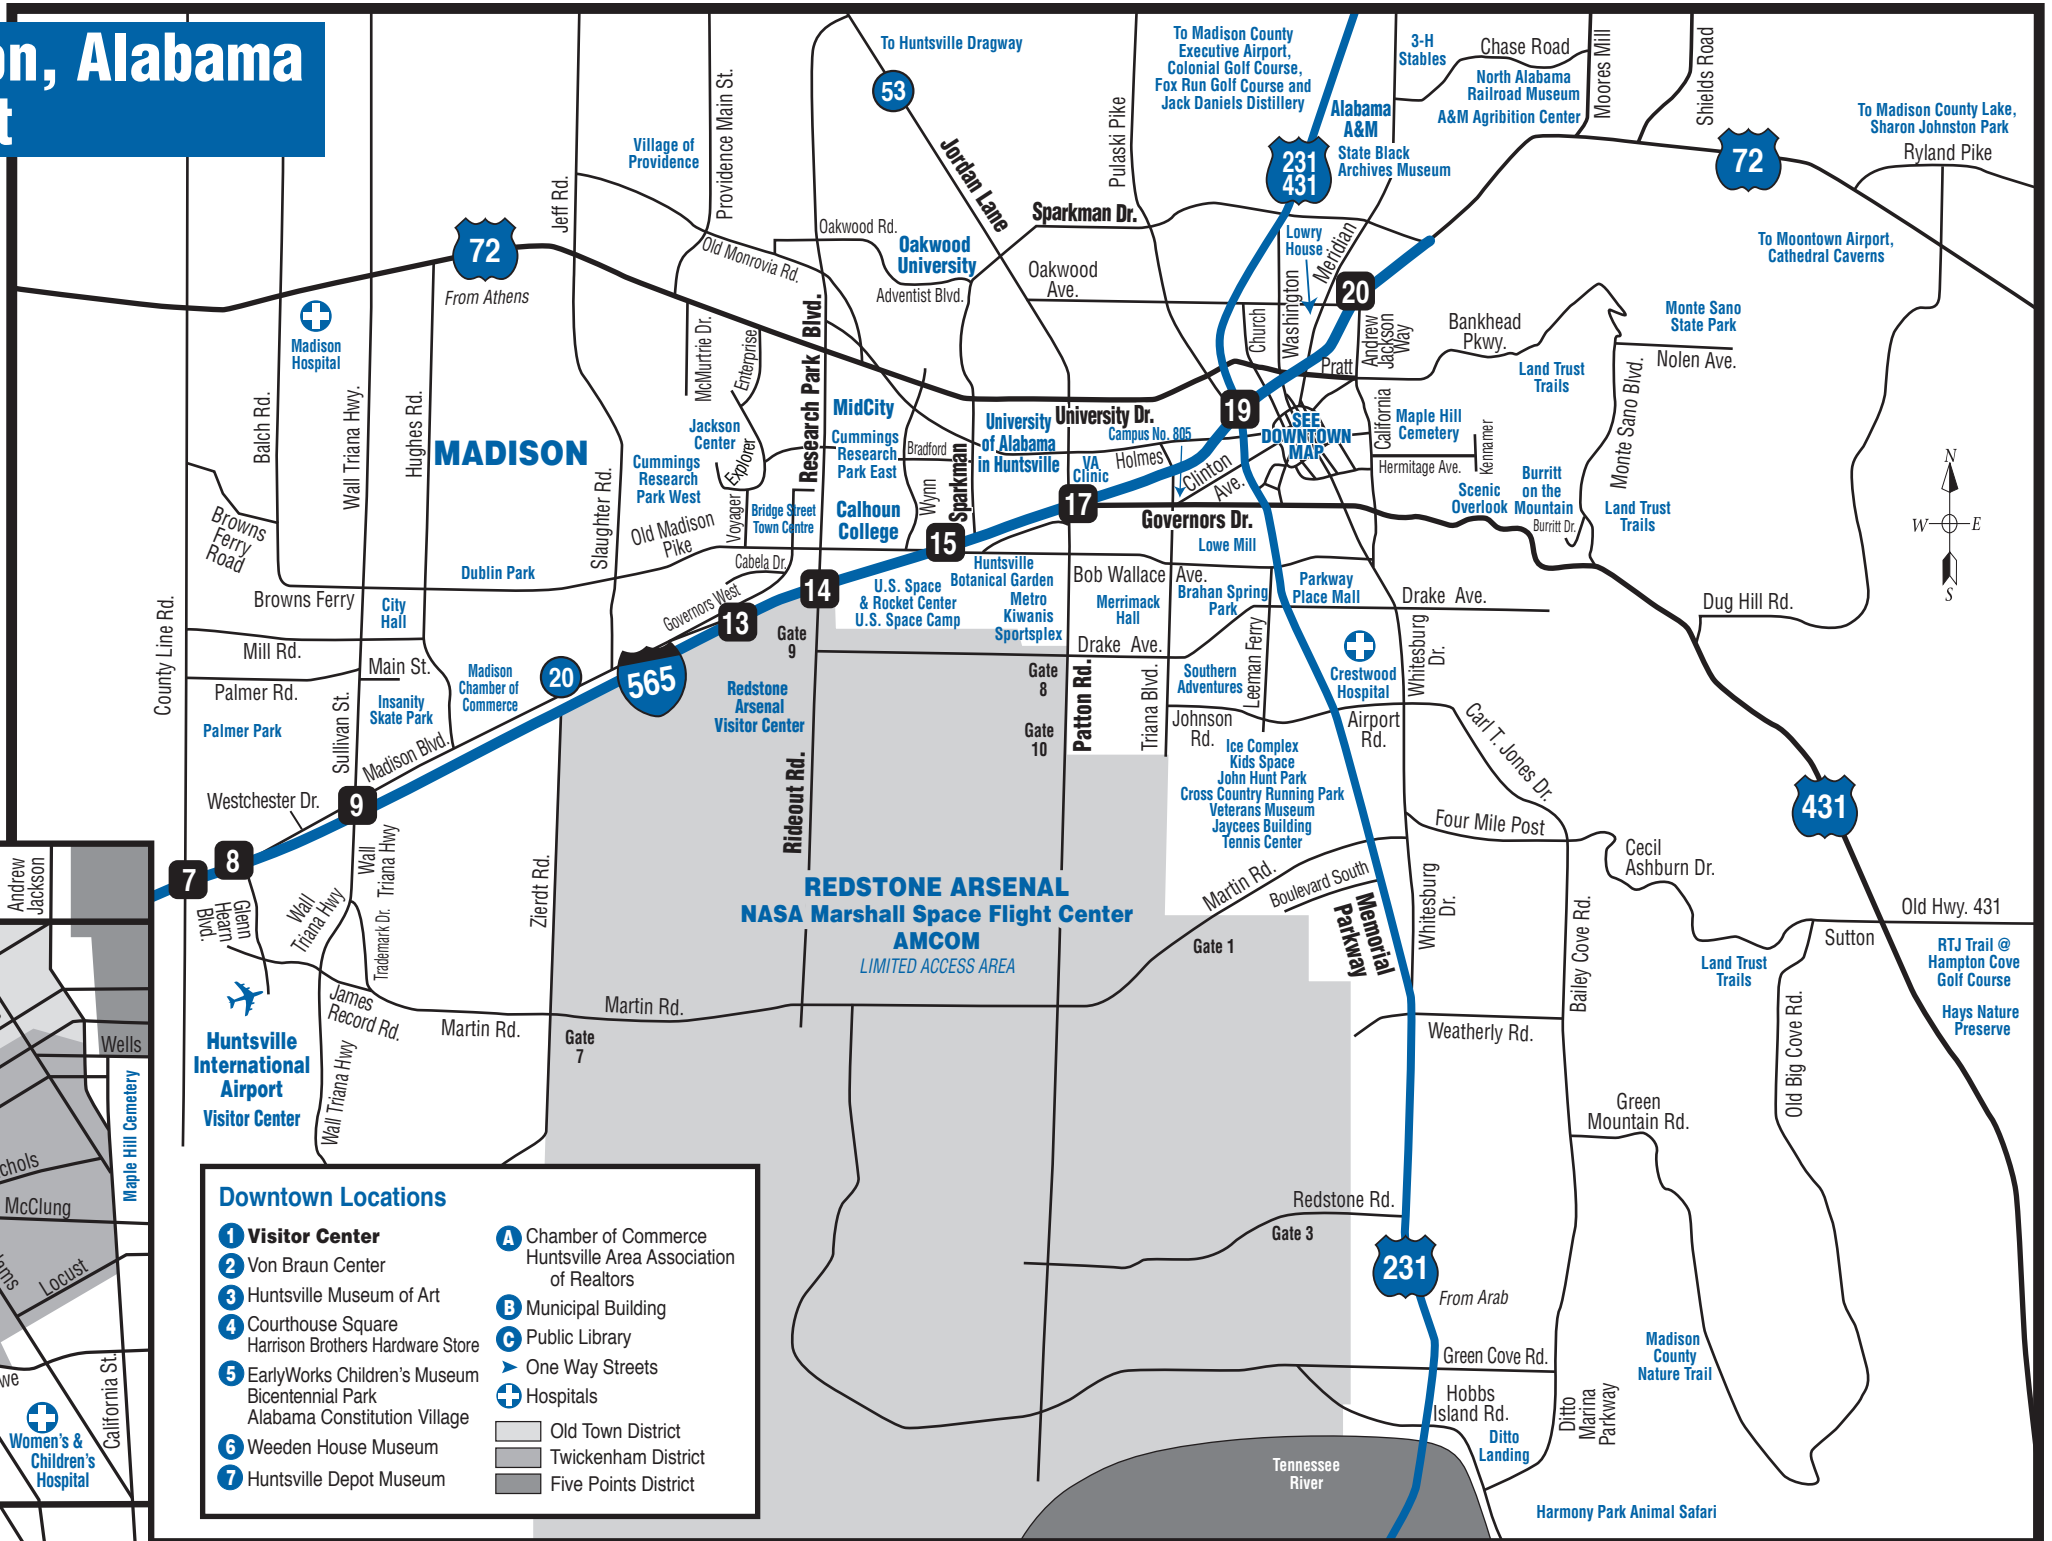 on, Alabama
t
To Huntsville Dragway
53
Jordan Lane
To Madison County
Executive Airport,
Colonial Golf Course,
Fox Run Golf Course and
Jack Daniels Distillery
3-H
Stables
Chase Road
North Alabama
Railroad Museum
A&M Agribition Center
Moores Mill
Shields Road
Alabama
A&M
State Black
Archives Museum
231
431
72
To Madison County Lake,
Sharon Johnston Park
Ryland Pike
Village of
Providence
Providence Main St.
Jeff Rd.
Pulaski Pike
Sparkman Dr.
Oakwood Rd.
Oakwood
University
Adventist Blvd.
Oakwood
Ave.
Old Monrovia Rd.
72
From Athens
Lowry
House
Meridian
Washington
Church
20
Andrew
Jackson
Way
Pratt
Bankhead
Pkwy.
To Moontown Airport,
Cathedral Caverns
Monte Sano
State Park
Nolen Ave.
Land Trust
Trails
Monte Sano Blvd.
Madison
Hospital
Balch Rd.
Wall Triana Hwy.
Hughes Rd.
MADISON
Slaughter Rd.
McMurtrie Dr.
Enterprise
Research Park Blvd.
Jackson
Center
Explorer
Cummings
Research
Park West
Voyager
Old Madison
Pike
Bridge Street
Town Centre
MidCity
Cummings
Research
Park East
Bradford
Calhoun
College
Wynn
Sparkman
University
of Alabama
in Huntsville
University Dr.
Campus No. 805
VA
Clinic
Holmes
Clinton
Ave.
19
SEE
DOWNTOWN
MAP
California
Maple Hill
Cemetery
Hermitage Ave.
Kennamer
Scenic
Overlook
Burritt
on the
Mountain
Burritt Dr.
Land Trust
Trails
17
Governors Dr.
Lowe Mill
15
14
13
Cabela Dr.
Governors West
N
W
E
S
Browns
Ferry
Road
Dublin Park
Browns Ferry
City
Hall
County Line Rd.
Mill Rd.
Main St.
Palmer Rd.
Palmer Park
Insanity
Skate Park
Madison
Chamber of
Commerce
20
565
Sullivan St.
Madison Blvd.
Westchester Dr.
9
8
7
U.S. Space
& Rocket Center
U.S. Space Camp
Huntsville
Botanical Garden
Metro
Kiwanis
Sportsplex
Bob Wallace Ave.
Merrimack
Hall
Brahan Spring
Park
Parkway
Place Mall
Drake Ave.
Drake Ave.
Dug Hill Rd.
Gate
9
Gate
8
Gate
10
Redstone
Arsenal
Visitor Center
Patton Rd.
Triana Blvd.
Southern
Adventures
Leeman Ferry
Crestwood
Hospital
Whitesburg
Dr.
Johnson
Rd.
Airport
Rd.
Carl T. Jones Dr.
Ice Complex
Kids Space
John Hunt Park
Cross Country Running Park
Veterans Museum
Jaycees Building
Tennis Center
Rideout Rd.
Zierdt Rd.
REDSTONE ARSENAL
NASA Marshall Space Flight Center
AMCOM
LIMITED ACCESS AREA
Martin Rd.
Boulevard South
Memorial
Parkway
Gate 1
Whitesburg
Dr.
Four Mile Post
Cecil
Ashburn Dr.
431
Old Hwy. 431
Sutton
Land Trust
Trails
RTJ Trail @
Hampton Cove
Golf Course
Hays Nature
Preserve
Bailey Cove Rd.
Old Big Cove Rd.
Weatherly Rd.
Andrew
Jackson
Glenn
Hearn
Blvd.
Wall
Triana Hwy
Wall
Triana Hwy
Trademark Dr.
James
Record Rd.
Martin Rd.
Martin Rd.
Gate
7
Huntsville
International
Airport
Visitor Center
Wall Triana Hwy
Wells
Maple Hill Cemetery
chols
McClung
ams
Locust
we
California St.
Women's &
Children's
Hospital
Green
Mountain Rd.
Redstone Rd.
Gate 3
231
From Arab
Green Cove Rd.
Hobbs
Island Rd.
Ditto
Landing
Ditto
Marina
Parkway
Madison
County
Nature Trail
Tennessee
River
Harmony Park Animal Safari
Downtown Locations
1 Visitor Center
2 Von Braun Center
3 Huntsville Museum of Art
4 Courthouse Square
Harrison Brothers Hardware Store
5 EarlyWorks Children's Museum
Bicentennial Park
Alabama Constitution Village
6 Weeden House Museum
7 Huntsville Depot Museum
A Chamber of Commerce
Huntsville Area Association
of Realtors
B Municipal Building
C Public Library
One Way Streets
Hospitals
Old Town District
Twickenham District
Five Points District